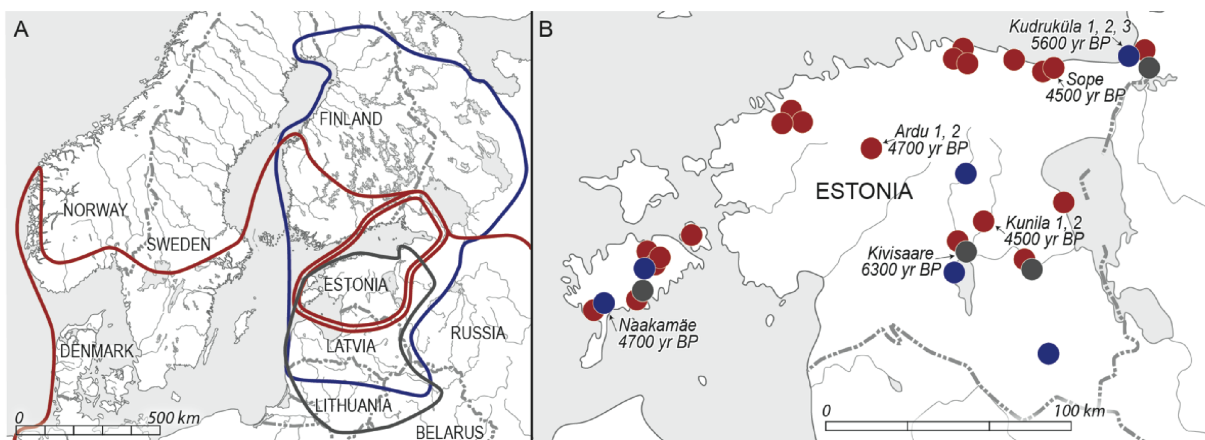 A
FINLAND
NORWAY
SWEDEN
ESTONIA
RUSSIA
DENMARK
LATVIA
LITHUANIA
BELARUS
0 500 km
B
Kudruküla 1, 2, 3
5600 yr BP
Sope
4500 yr BP
Ardu 1, 2
4700 yr BP
ESTONIA
Kunila 1, 2
4500 yr BP
Kivisaare
6300 yr BP
Naakamäe
4700 yr BP
0 100 km